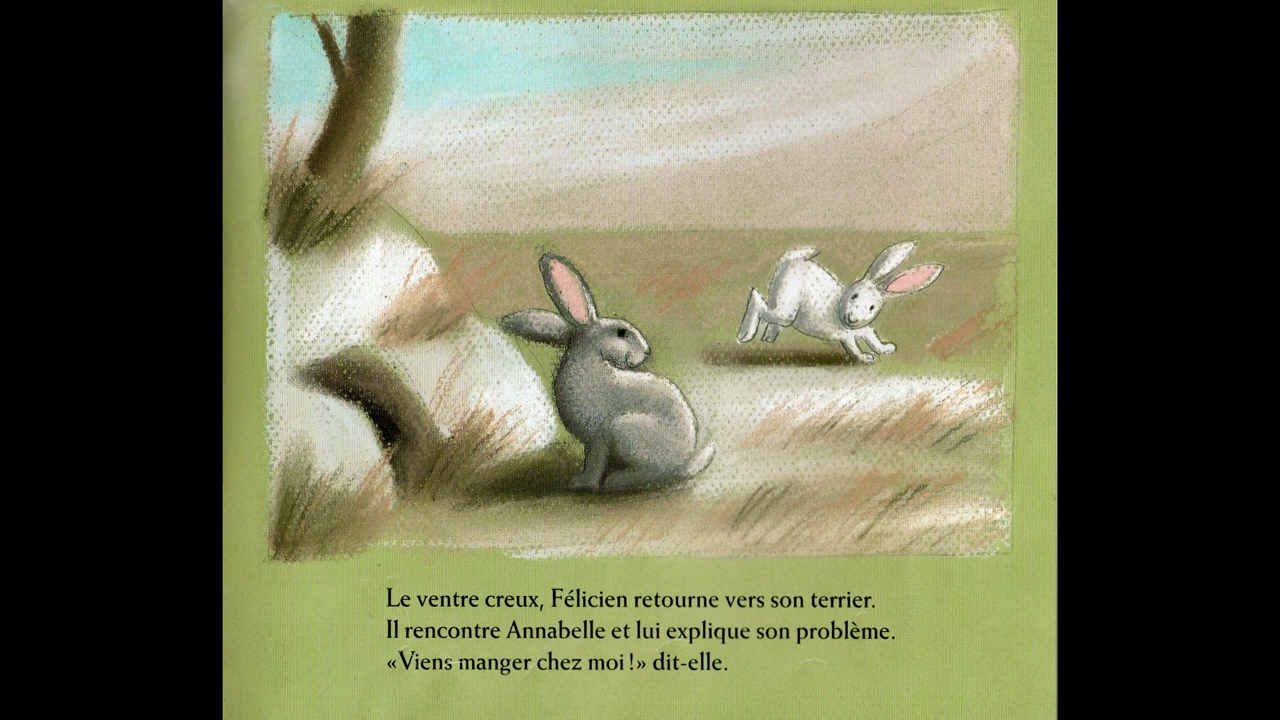 Le ventre creux, Félicien retourne vers son terrier.
Il rencontre Annabelle et lui explique son problème.
«Viens manger chez moi!» dit-elle.